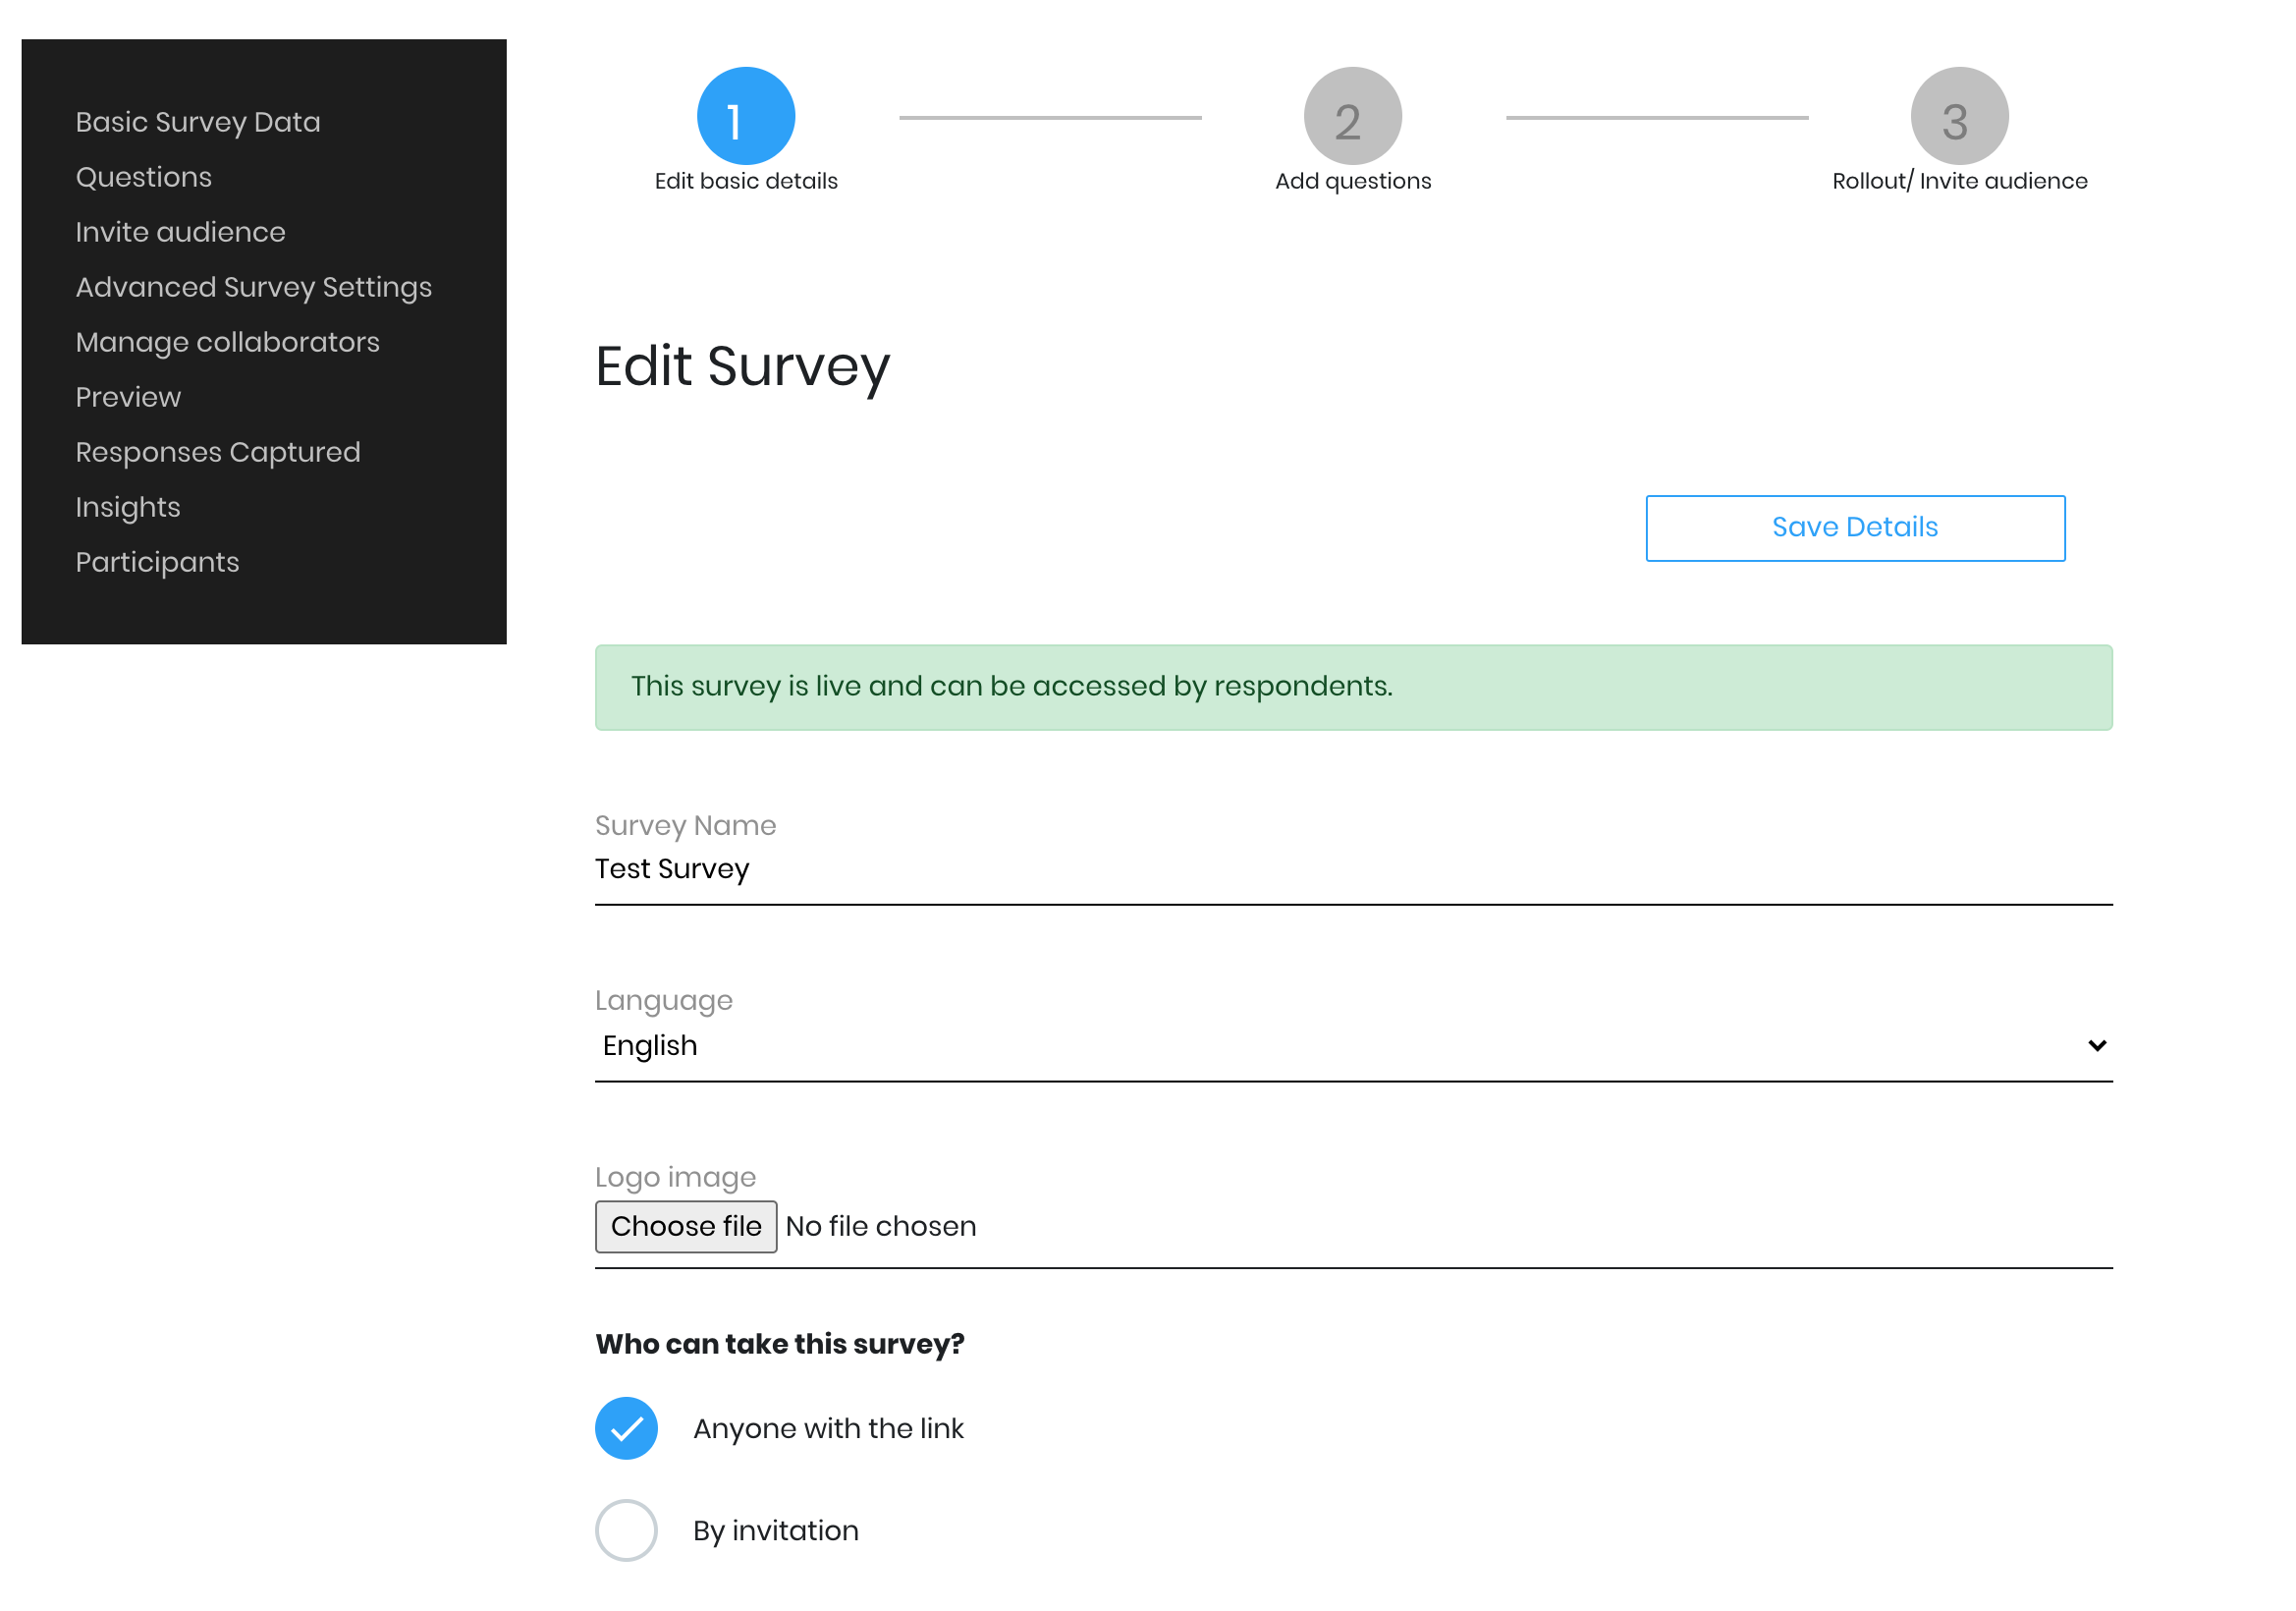 Basic Survey Data
Questions
Invite audience
Advanced Survey Settings
Manage collaborators
Preview
Responses Captured
Insights
Participants
1
Edit basic details
2
Add questions
3
Rollout/ Invite audience
Edit Survey
Save Details
This survey is live and can be accessed by respondents.
Survey Name
Test Survey
Language
English
Logo image
Choose file No file chosen
Who can take this survey?
Anyone with the link
By invitation